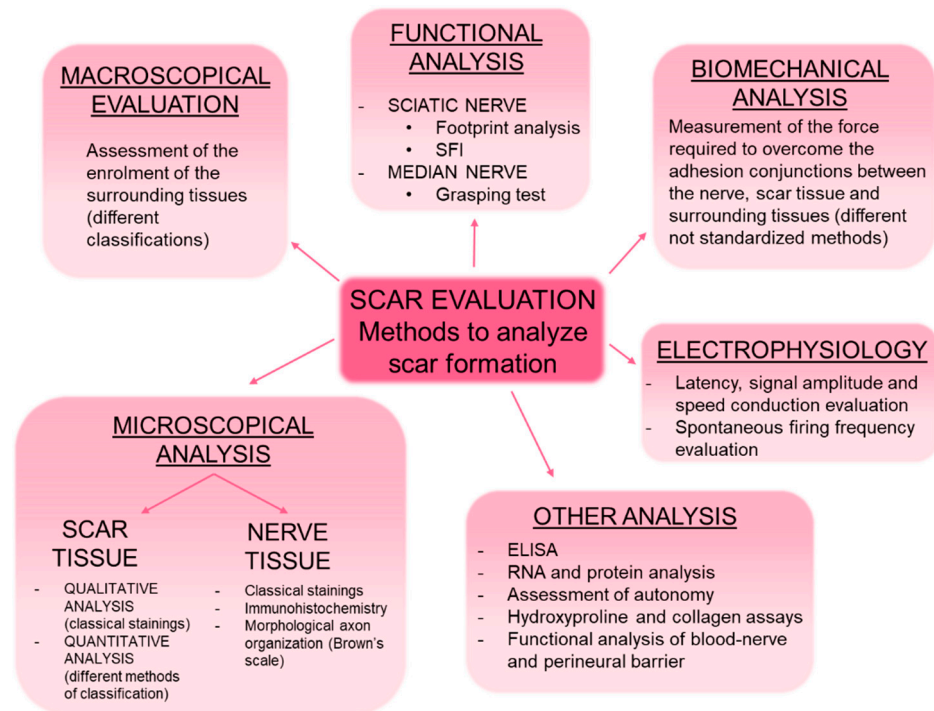 MACROSCOPICAL
EVALUATION
Assessment of the
enrolment of the
surrounding tissues
(different
classifications)
FUNCTIONAL
ANALYSIS
- SCIATIC NERVE
• Footprint analysis
• SFI
- MEDIAN NERVE
• Grasping test
BIOMECHANICAL
ANALYSIS
Measurement of the force
required to overcome the
adhesion conjunctions between
the nerve, scar tissue and
surrounding tissues (different
not standardized methods)
SCAR EVALUATION
Methods to analyze
scar formation
ELECTROPHYSIOLOGY
- Latency, signal amplitude and
speed conduction evaluation
- Spontaneous firing frequency
evaluation
MICROSCOPICAL
ANALYSIS
SCAR
TISSUE
- QUALITATIVE
ANALYSIS
(classical stainings)
- QUANTITATIVE
ANALYSIS
(different methods
of classification)
NERVE
TISSUE
- Classical stainings
- Immunohistochemistry
- Morphological axon
organization (Brown's
scale)
OTHER ANALYSIS
- ELISA
- RNA and protein analysis
- Assessment of autonomy
- Hydroxyproline and collagen assays
- Functional analysis of blood-nerve
and perineural barrier